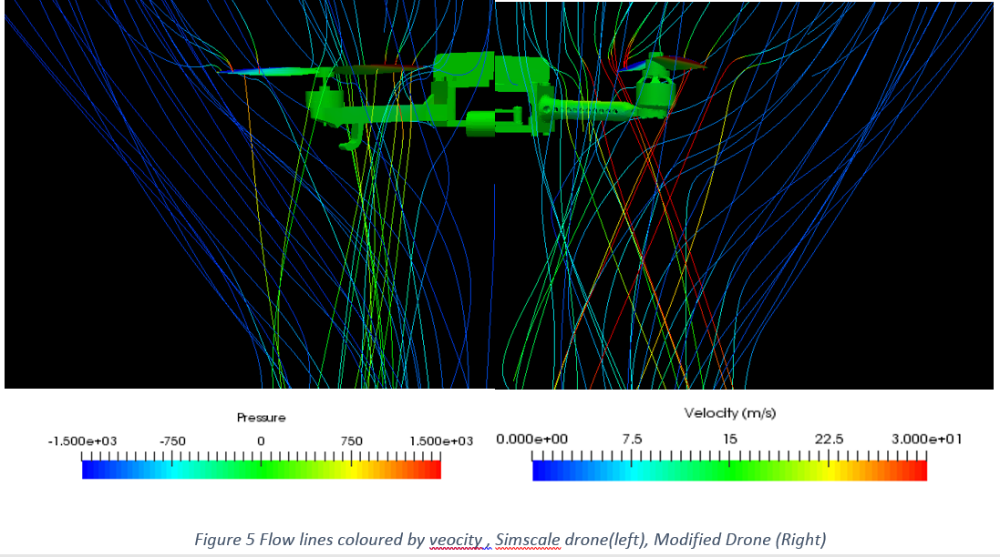 Pressure
-1.500e+03 -750 0 750 1.500e+03
Velocity (m/s)
0.000e+00 7.5 15 22.5 3.000e+01
Figure 5 Flow lines coloured by veocity , Simscale drone(left), Modified Drone (Right)